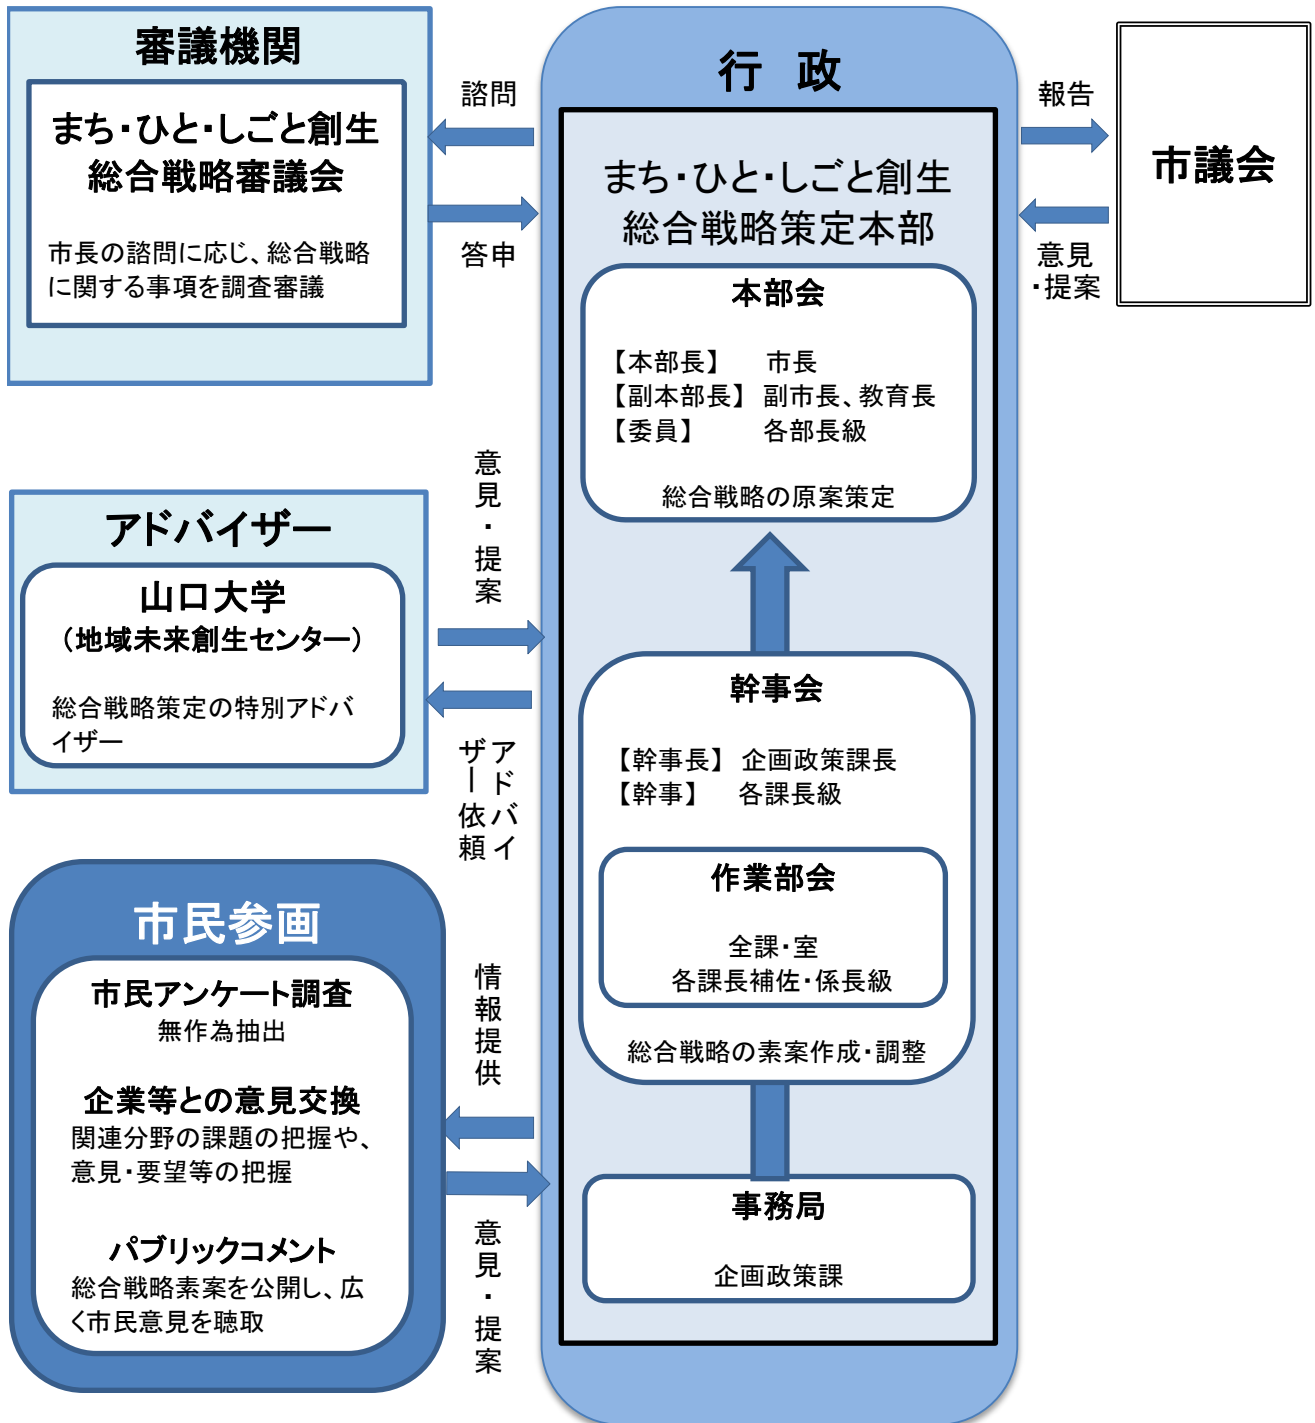 審議機関
まち・ひと・しごと創生
総合戦略審議会
市長の諮問に応じ、総合戦略
に関する事項を調査審議
諮問
答申
アドバイザー
山口大学
（地域未来創生センター）
総合戦略策定の特別アドバ
イザー
意見・提案
アドバイ
ザー依頼
市民参画
市民アンケート調査
無作為抽出
企業等との意見交換
関連分野の課題の把握や、
意見・要望等の把握
パブリックコメント
総合戦略素案を公開し、広
く市民意見を聴取
情報提供
意見・提案
行　政
まち・ひと・しごと創生
総合戦略策定本部
本部会
【本部長】　市長
【副本部長】 副市長、教育長
【委員】　　各部長級
総合戦略の原案策定
幹事会
【幹事長】 企画政策課長
【幹事】　各課長級
作業部会
全課・室
各課長補佐・係長級
総合戦略の素案作成・調整
事務局
企画政策課
報告
意見
・提案
市議会